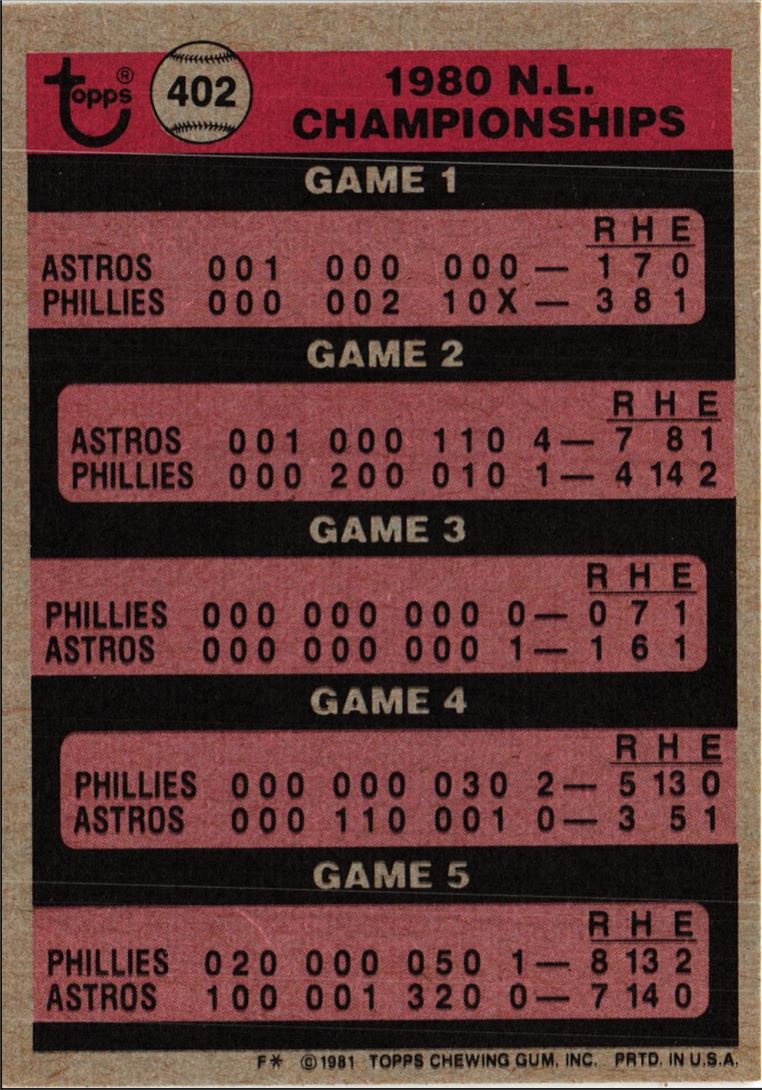 Topps® 402 1980 N.L.
CHAMPIONSHIPS
GAME 1
R H E
ASTROS 001 000 000 — 1 7 0
PHILLIES 000 002 10X — 3 8 1
GAME 2
R H E
ASTROS 001 000 110 4 — 7 8 1
PHILLIES 000 200 010 1 — 4 14 2
GAME 3
R H E
PHILLIES 000 000 000 0 — 0 7 1
ASTROS 000 000 000 1 — 1 6 1
GAME 4
R H E
PHILLIES 000 000 030 2 — 5 13 0
ASTROS 000 110 001 0 — 3 5 1
GAME 5
R H E
PHILLIES 020 000 050 1 — 8 13 2
ASTROS 100 001 320 0 — 7 14 0
F* ©1981 TOPPS CHEWING GUM, INC. PRTD. IN U.S.A.